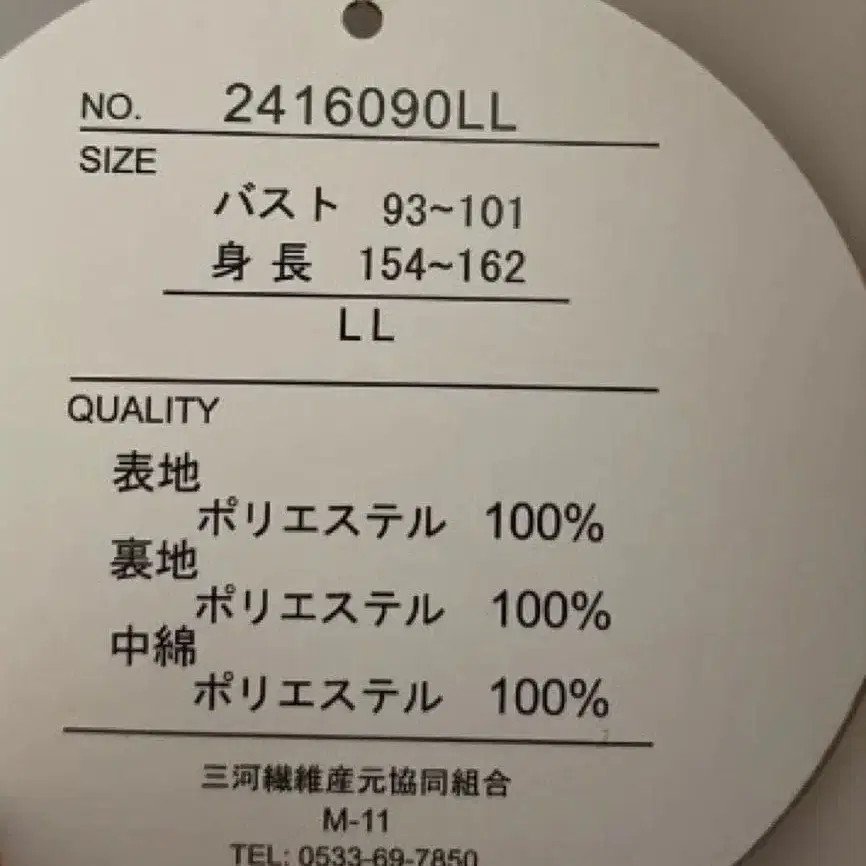 NO. 2416090LL
SIZE
バスト 93~101
身長 154~162
LL
QUALITY
表地
ポリエステル 100%
裏地
ポリエステル 100%
中綿
ポリエステル 100%
三河繊維産元協同組合
M-11
TEL: 0533-69-7850